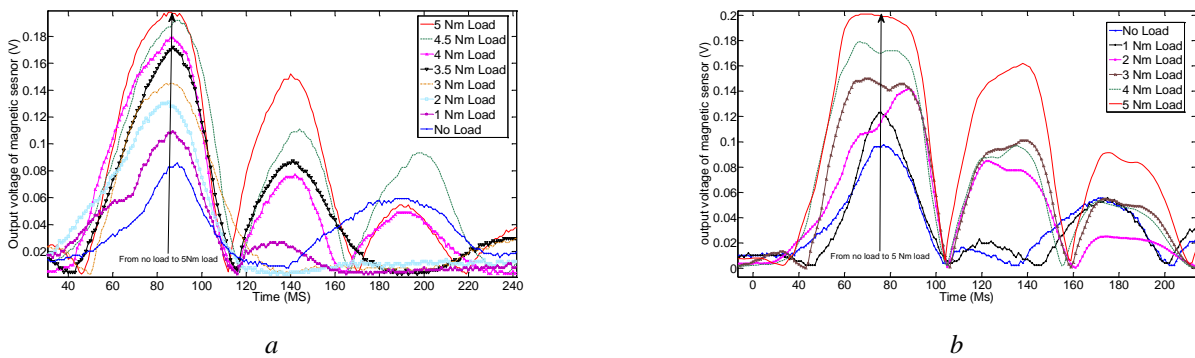 Output voltage of magnetic sesnor (V)
0.18
0.16
0.14
0.12
0.1
0.08
0.06
0.04
0.02
5 Nm Load
4.5 Nm Load
4 Nm Load
3.5 Nm Load
3 Nm Load
2 Nm Load
1 Nm Load
No Load
From no load to 5Nm load
40 60 80 100 120 140 160 180 200 220 240
Time (MS)
a
output voltage of magnetic sensor (V)
0.2
0.18
0.16
0.14
0.12
0.1
0.08
0.06
0.04
0.02
0
No Load
1 Nm Load
2 Nm Load
3 Nm Load
4 Nm Load
5 Nm Load
From no load to 5 Nm load
0 20 40 60 80 100 120 140 160 180 200
Time (Ms)
b